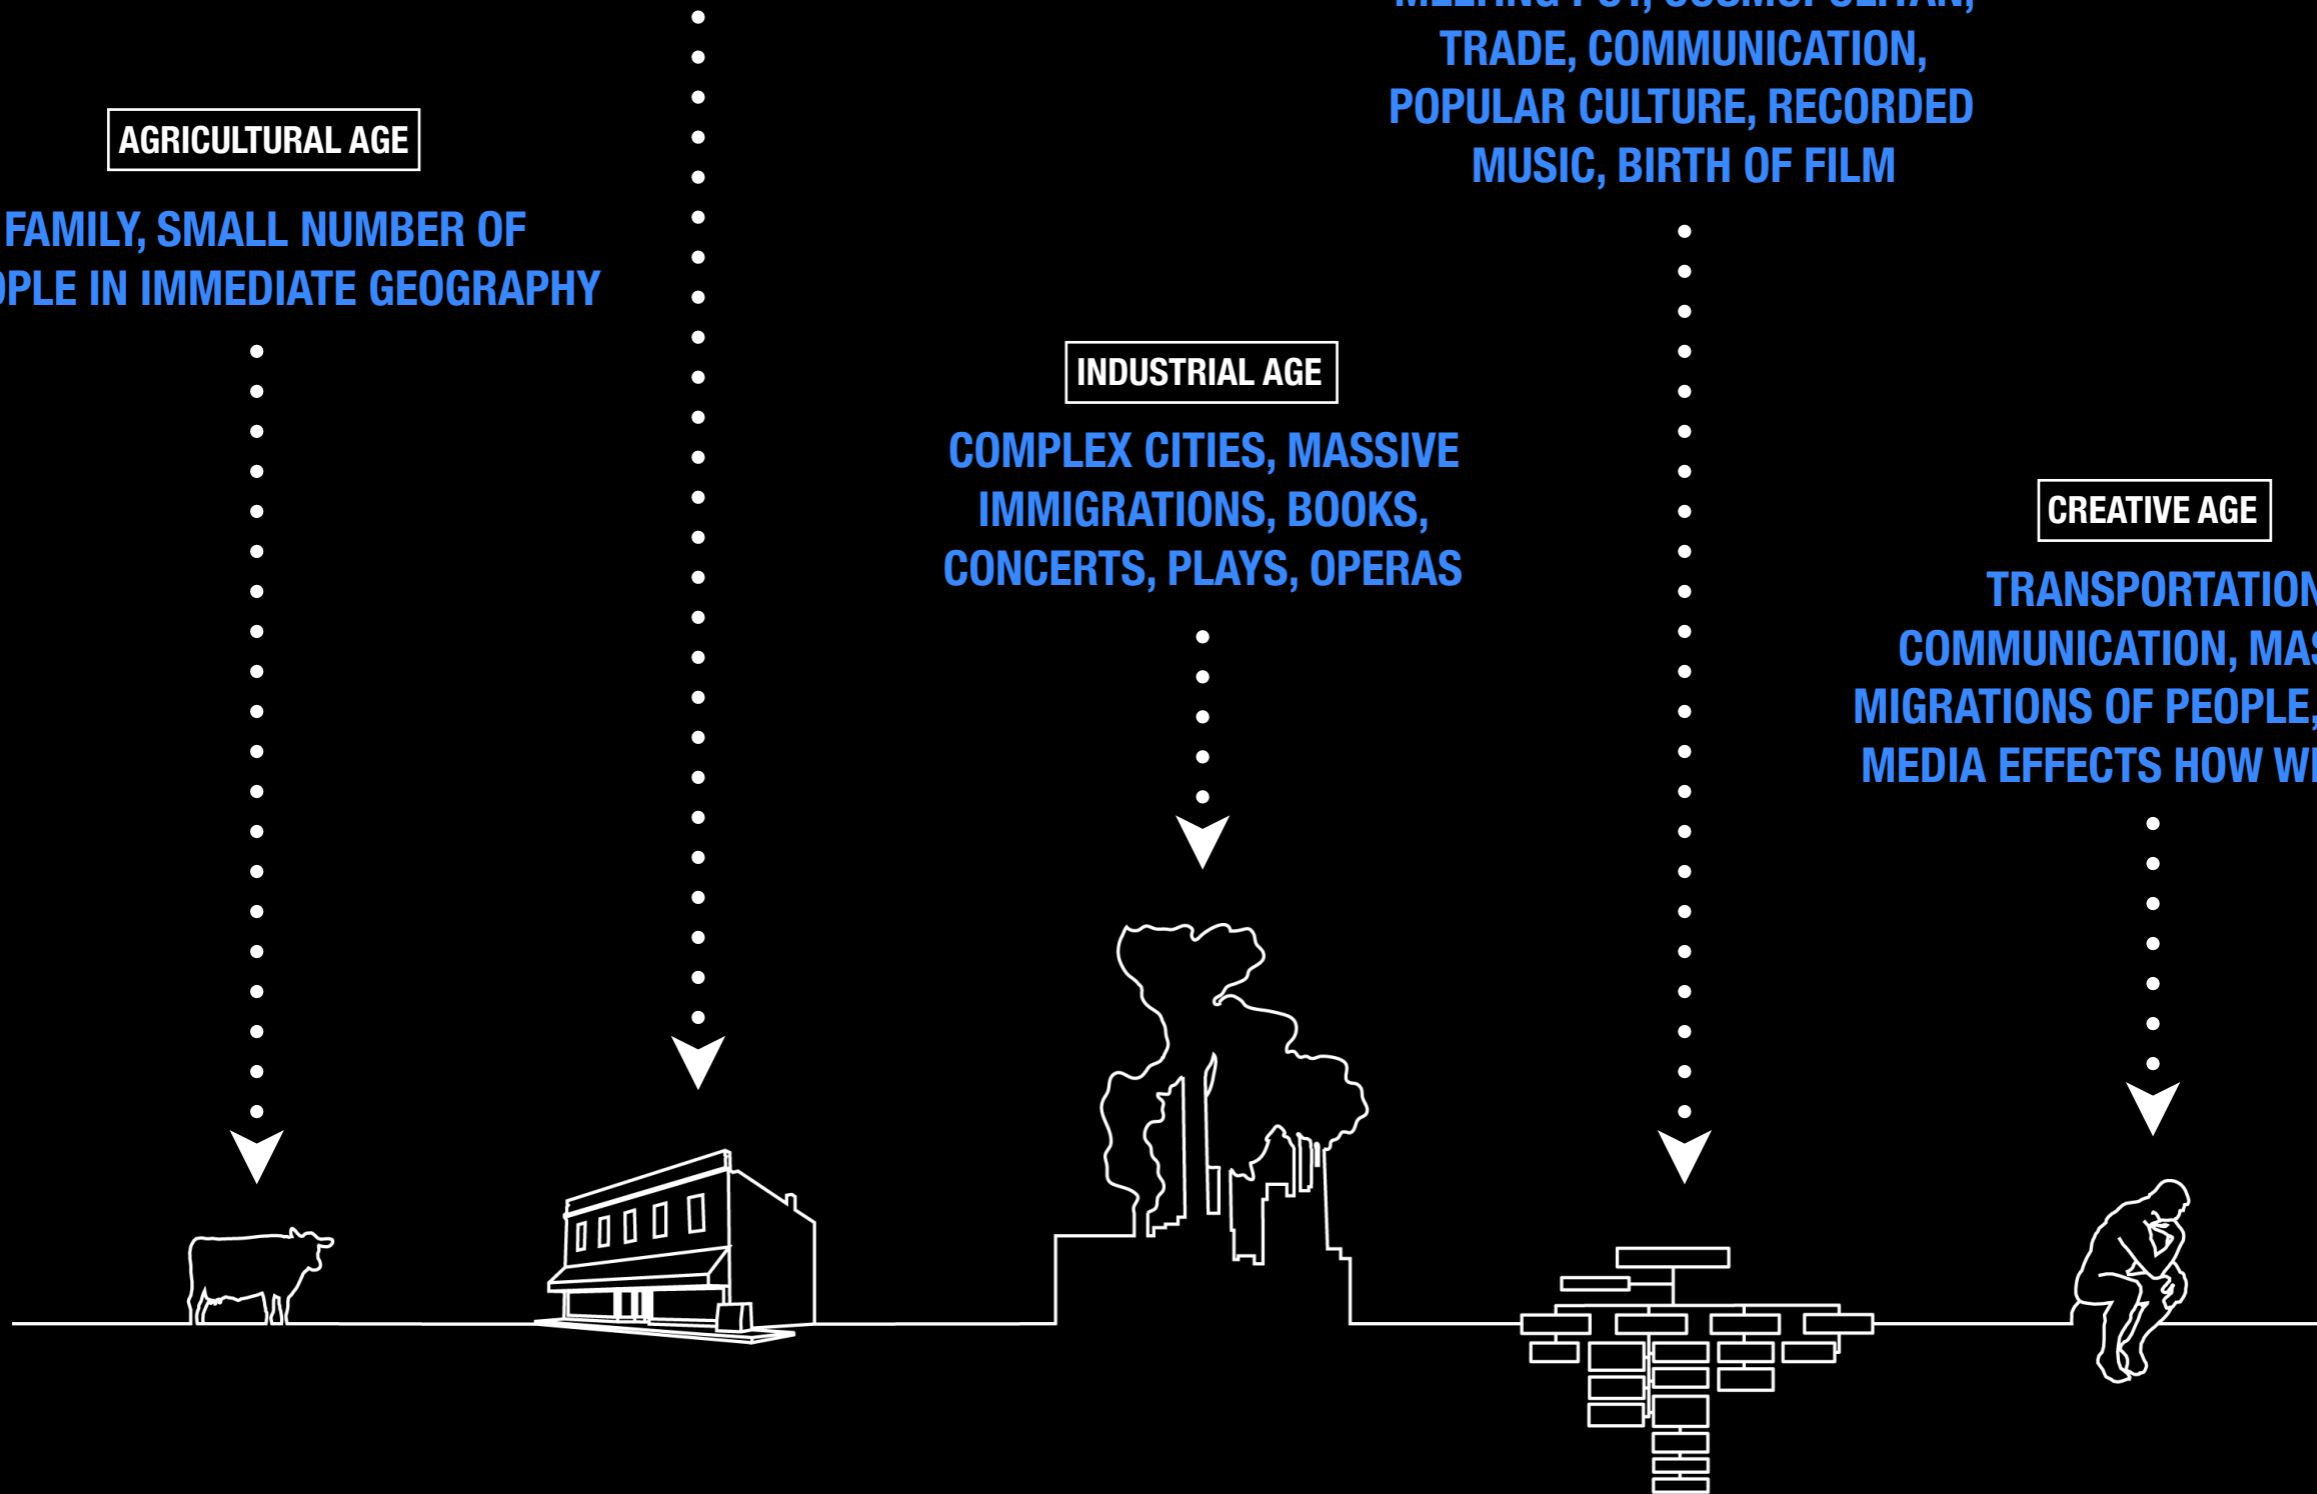 TRADE, COMMUNICATION,
POPULAR CULTURE, RECORDED
MUSIC, BIRTH OF FILM
AGRICULTURAL AGE
FAMILY, SMALL NUMBER OF
IN IMMEDIATE GEOGRAPHY
INDUSTRIAL AGE
COMPLEX CITIES, MASSIVE
IMMIGRATIONS, BOOKS,
CONCERTS, PLAYS, OPERAS
CREATIVE AGE
TRANSPORTATION
COMMUNICATION,
MIGRATIONS OF PEOPLE,
MEDIA EFFECTS HOW